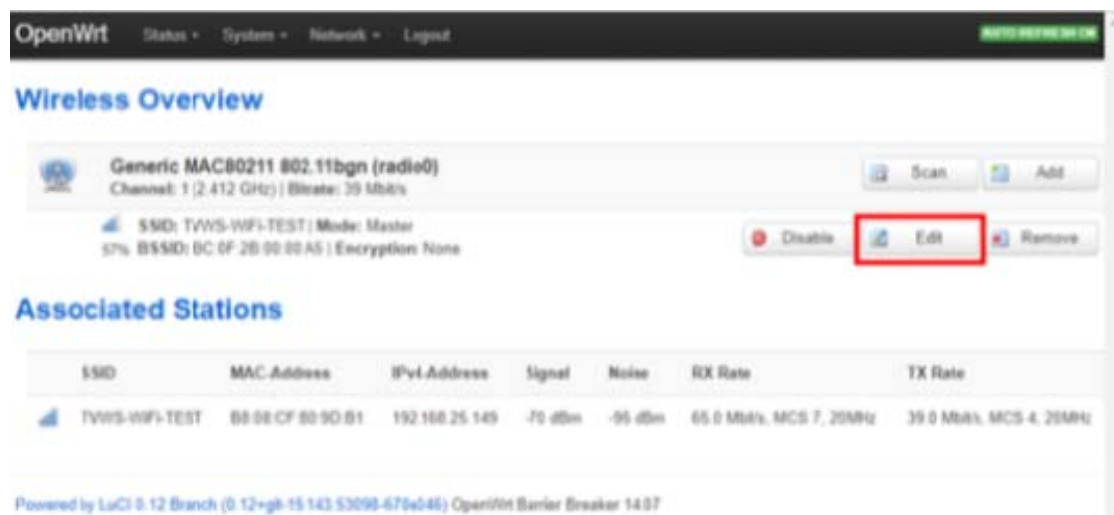 OpenWrt Status System Network Logout AUTO REFRESH ON
Wireless Overview
Generic MAC80211 802.11bgn (radio0)
Channel: 1 (2.412 GHz) | Bitrate: 39 Mbit/s
Scan Add
SSID: TVWS-WiFi-TEST | Mode: Master
57% BSSID: BC:0F:2B:00:00:A5 | Encryption: None
Disable Edit Remove
Associated Stations
SSID MAC-Address IPv4-Address Signal Noise RX Rate TX Rate
TVWS-WiFi-TEST B8:08:CF:80:9D:B1 192.168.25.149 -70 dBm -95 dBm 65.0 Mbit/s, MCS 7, 20MHz 39.0 Mbit/s, MCS 4, 20MHz
Powered by LuCI 0.12 Branch OpenWrt Barrier Breaker 14.07